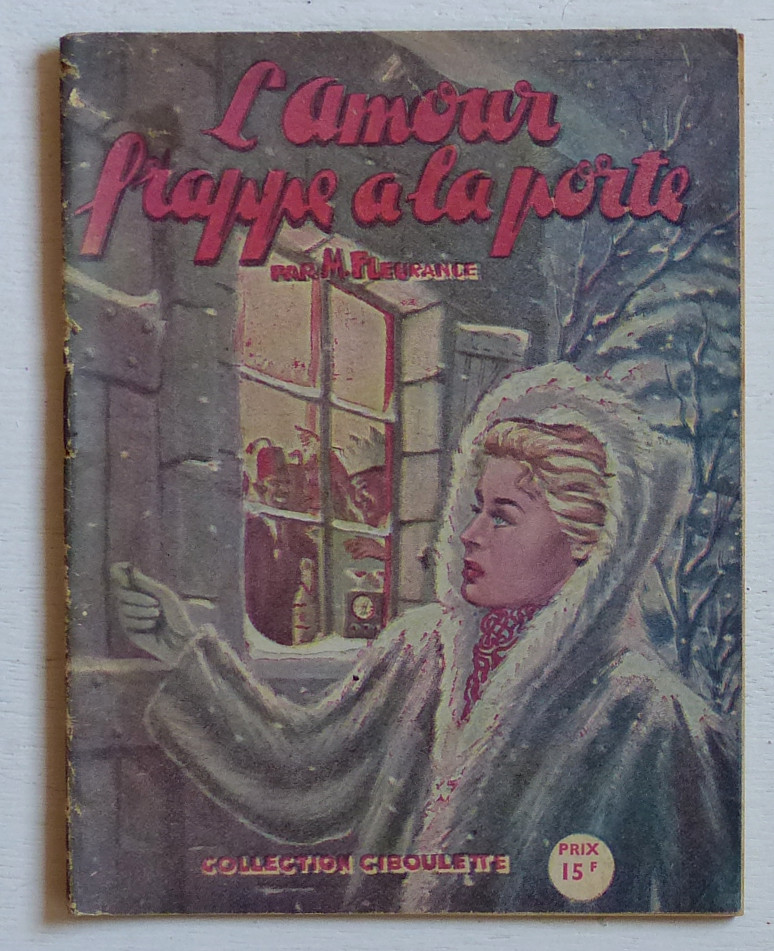 L'amour
frappe a la porte
PAR M. FLEURANCE
COLLECTION CIBOULETTE
PRIX
15 F